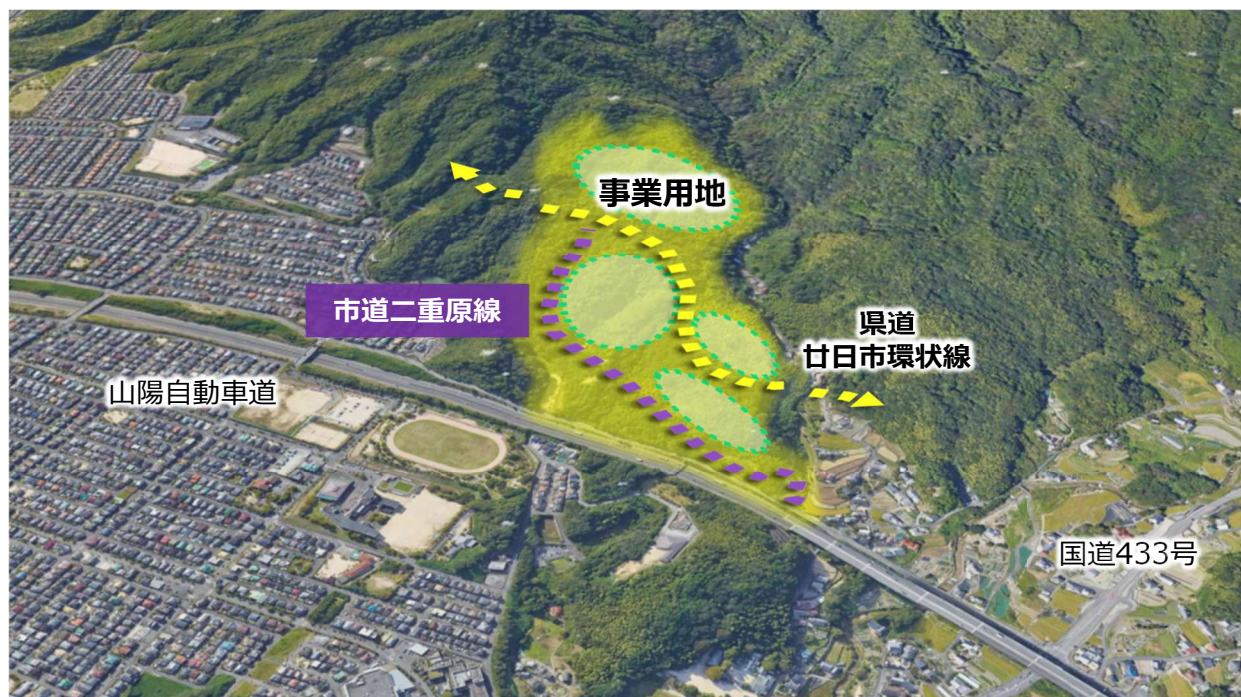 事業用地
市道二重原線
県道
廿日市環状線
山陽自動車道
国道433号